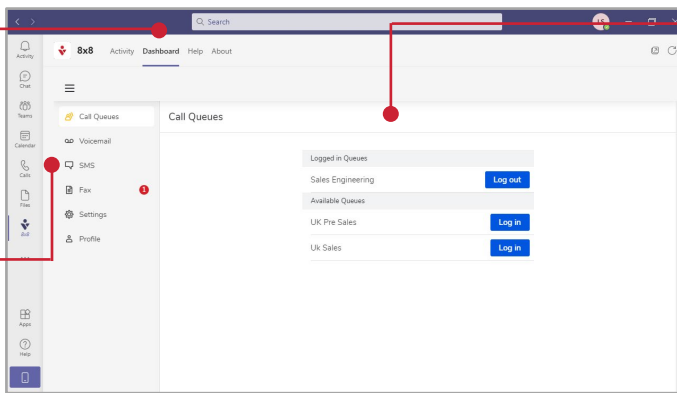 Search
LS
Activity
8x8
Activity Dashboard Help About
Chat
Teams
Call Queues
Call Queues
Calendar
Voicemail
Logged in Queues
SMS
Calls
Sales Engineering
Log out
Fax
1
Files
Available Queues
Settings
UK Pre Sales
Log in
8x8
Profile
Uk Sales
Log in
Apps
Help